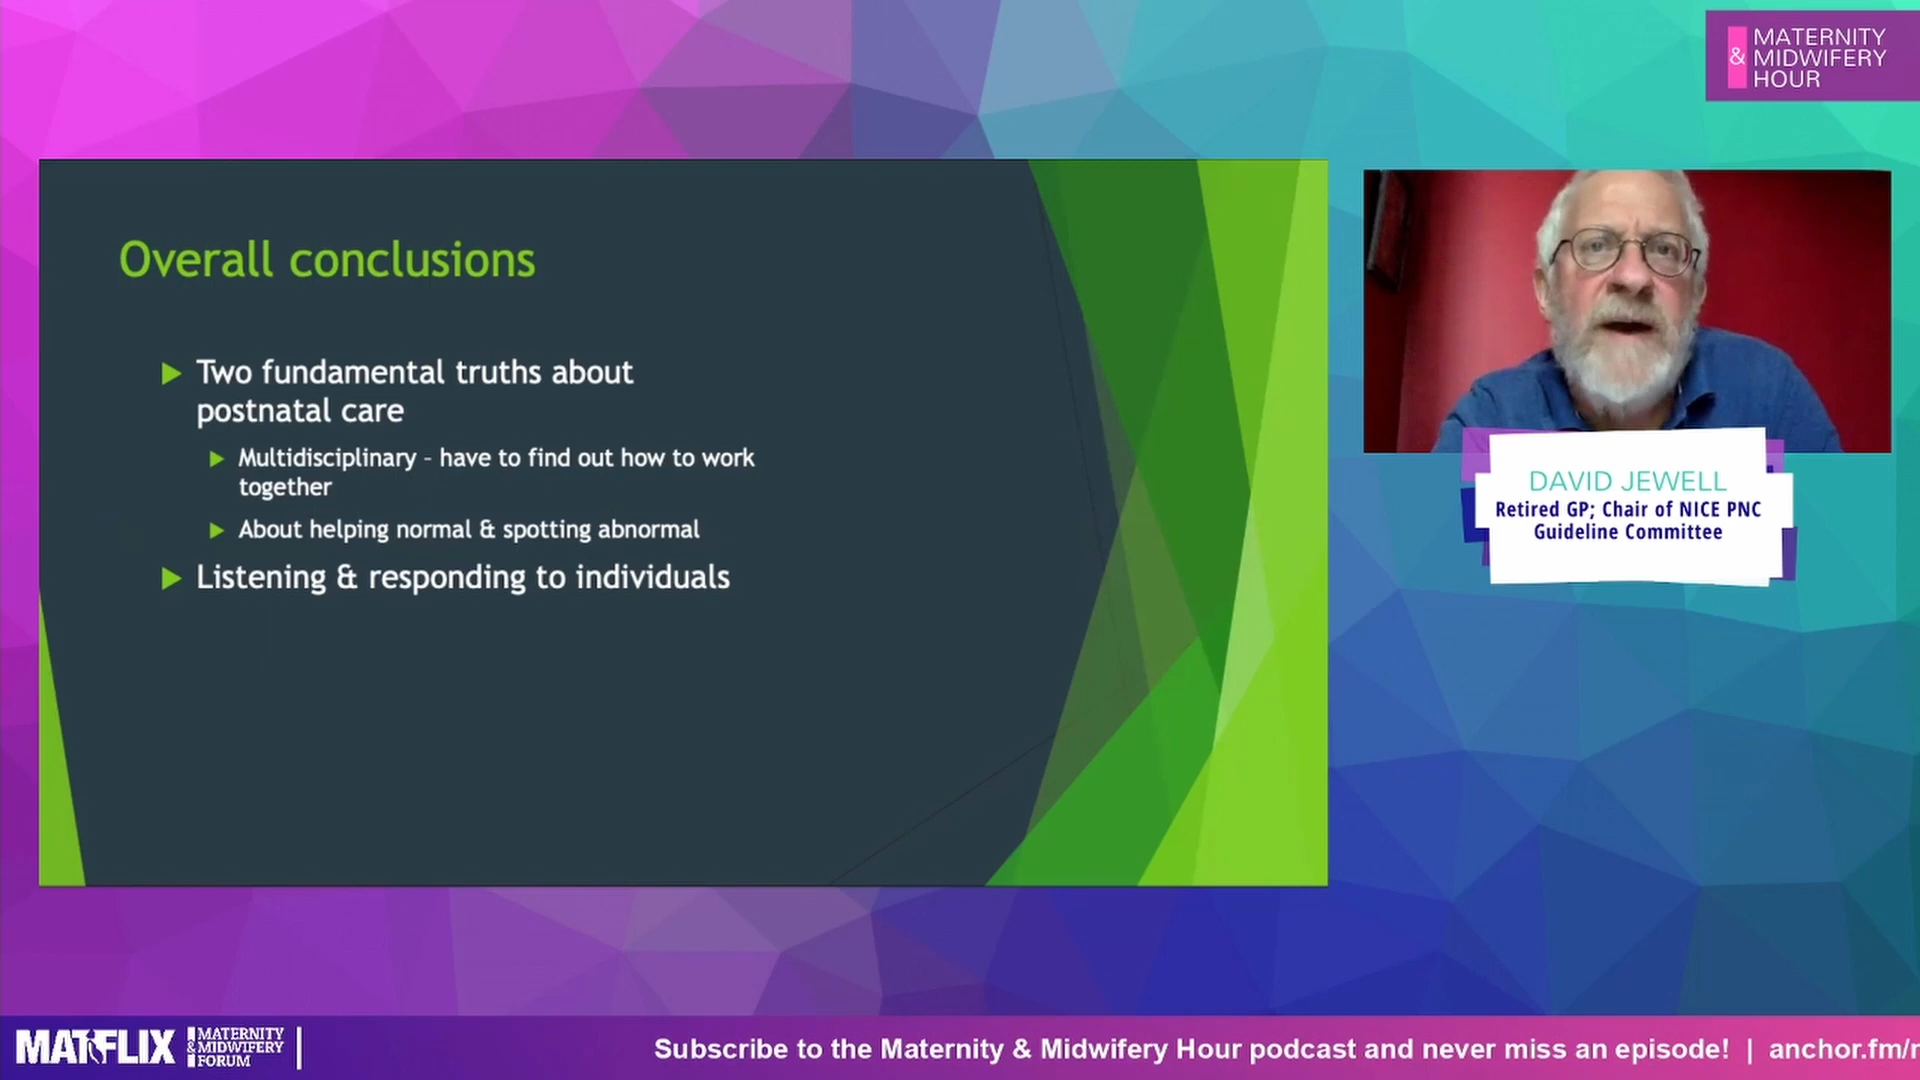 MATERNITY
& MIDWIFERY
HOUR
Overall conclusions
Two fundamental truths about
postnatal care
Multidisciplinary – have to find out how to work
together
About helping normal & spotting abnormal
Listening & responding to individuals
DAVID JEWELL
Retired GP; Chair of NICE PNC
Guideline Committee
MATFLIX
MATERNITY
& MIDWIFERY
FORUM
Subscribe to the Maternity & Midwifery Hour podcast and never miss an episode! | anchor.fm/